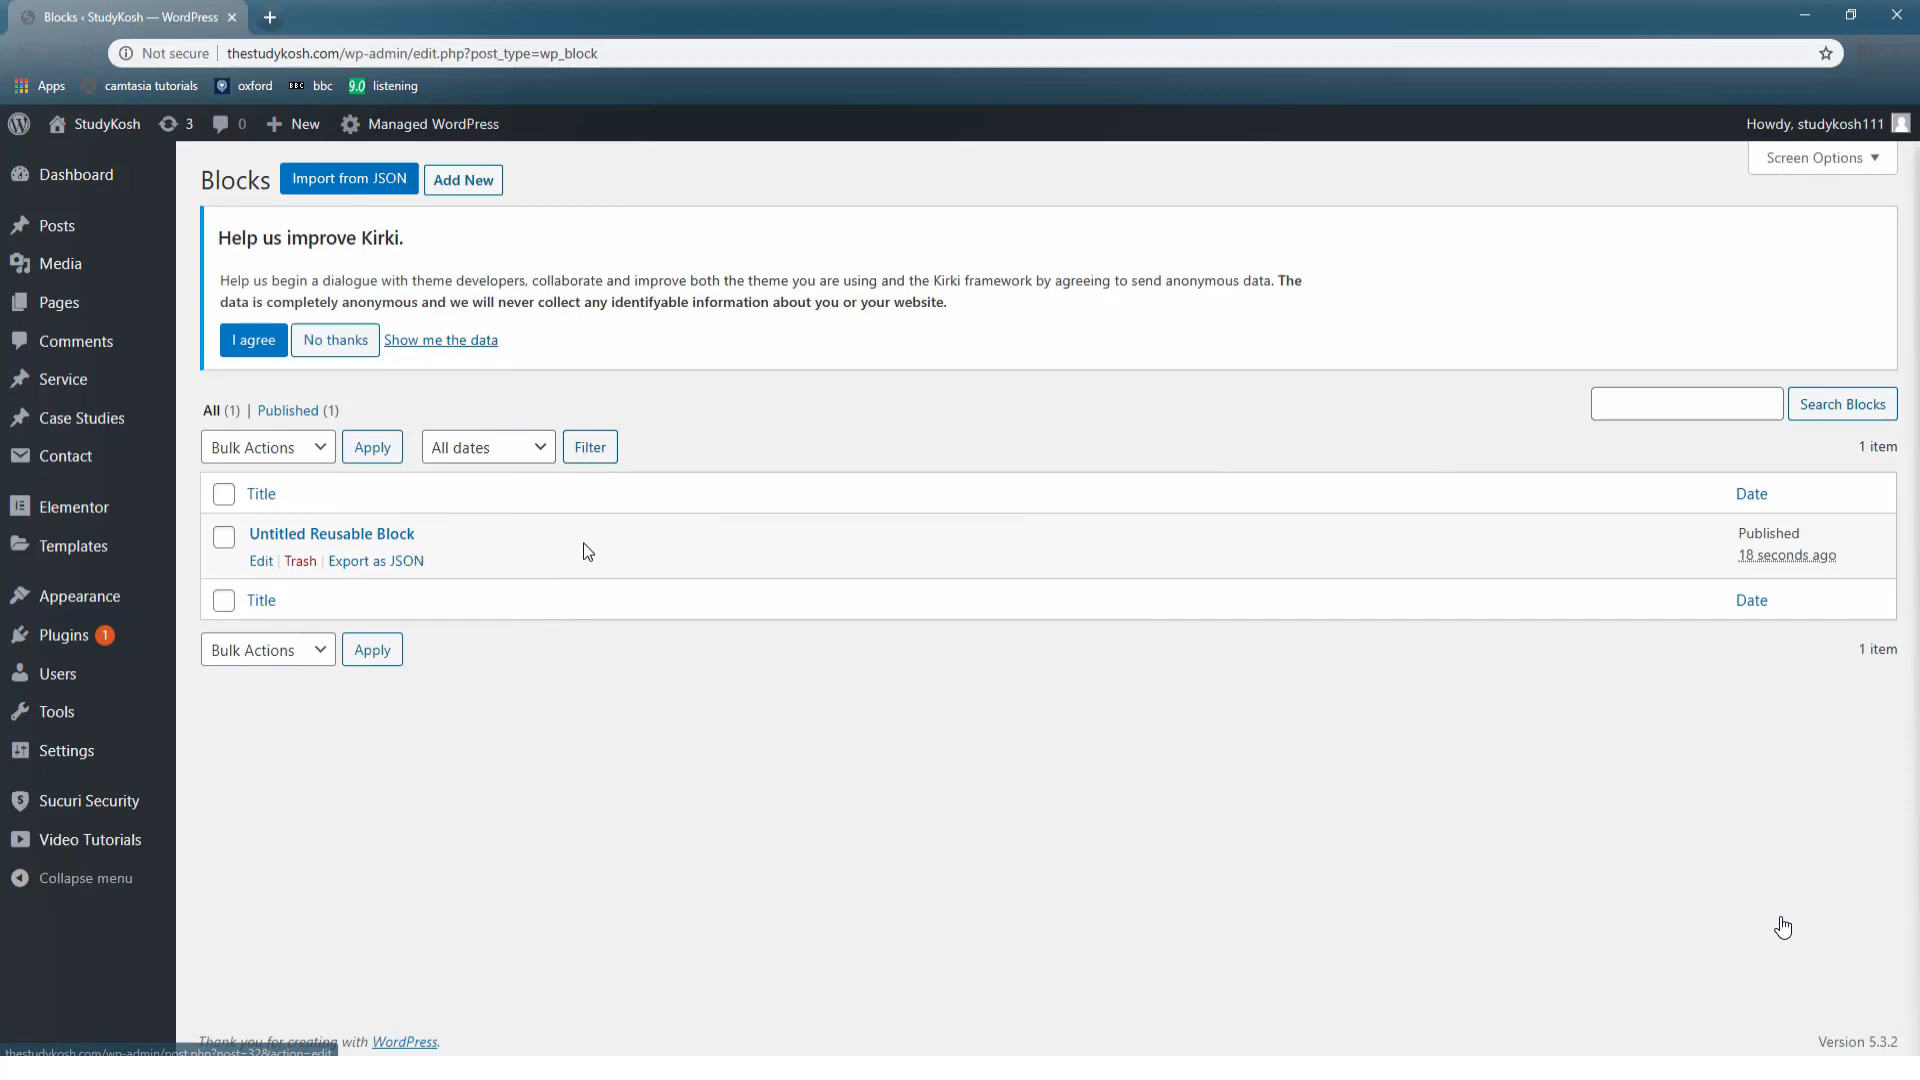 Blocks ‹ StudyKosh — WordPress
Not secure thestudykosh.com/wp-admin/edit.php?post_type=wp_block
Apps camtasia tutorials oxford BBC bbc 9.0 listening
StudyKosh 3 0 New Managed WordPress Howdy, studykosh111
Screen Options
Dashboard
Posts
Media
Pages
Comments
Service
Case Studies
Contact
Elementor
Templates
Appearance
Plugins 1
Users
Tools
Settings
Sucuri Security
Video Tutorials
Collapse menu
Blocks Import from JSON Add New
Help us improve Kirki.
Help us begin a dialogue with theme developers, collaborate and improve both the theme you are using and the Kirki framework by agreeing to send anonymous data. The
data is completely anonymous and we will never collect any identifyable information about you or your website.
I agree No thanks Show me the data
All (1) | Published (1) Search Blocks
Bulk Actions Apply All dates Filter 1 item
Title Date
Untitled Reusable Block Published
Edit | Trash | Export as JSON 18 seconds ago
Title Date
Bulk Actions Apply 1 item
Thank you for creating with WordPress. Version 5.3.2
thestudykosh.com/wp-admin/post.php?post=32&action=edit